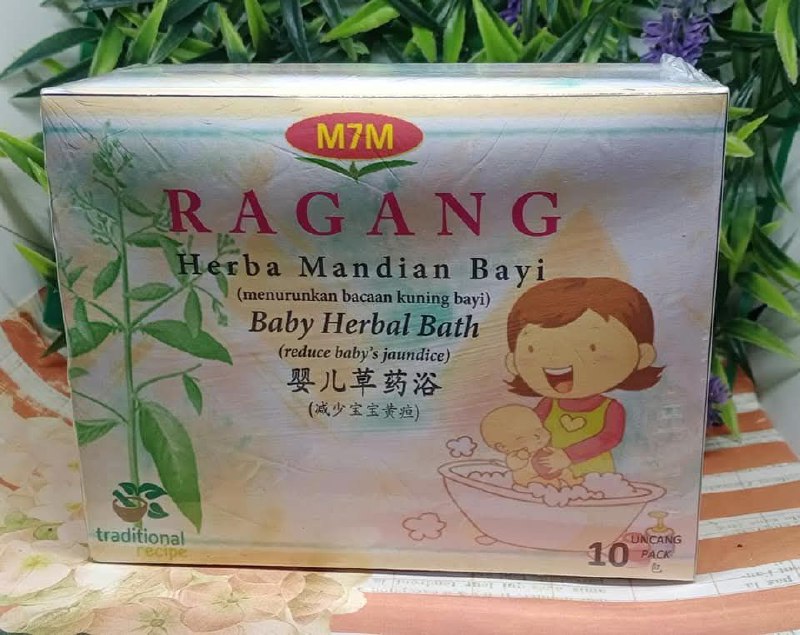 M7M
RAGANG
Herba Mandian Bayi
(menurunkan bacaan kuning bayi)
Baby Herbal Bath
(reduce baby's jaundice)
婴儿草药浴
(减少宝宝黄疸)
traditional
recipe
10 UNCANG
PACK
包